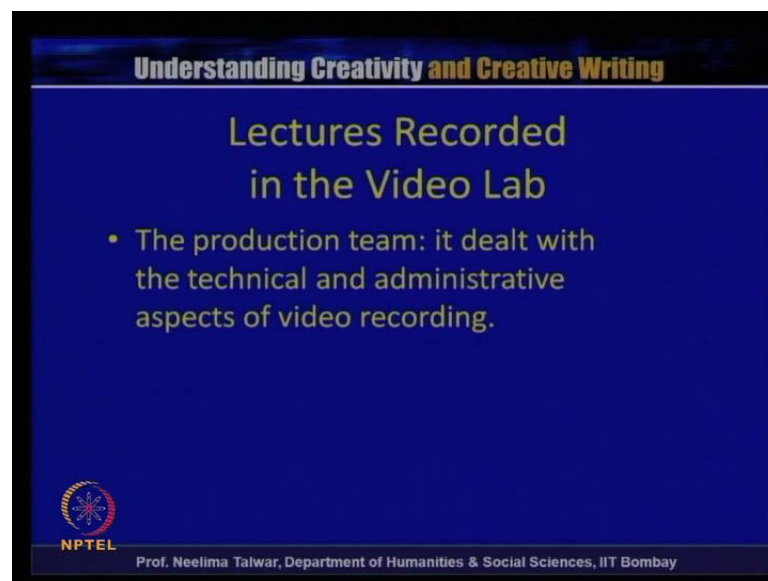 Understanding Creativity and Creative Writing
Lectures Recorded
in the Video Lab
• The production team: it dealt with
the technical and administrative
aspects of video recording.
NPTEL
Prof. Neelima Talwar, Department of Humanities & Social Sciences, IIT Bombay